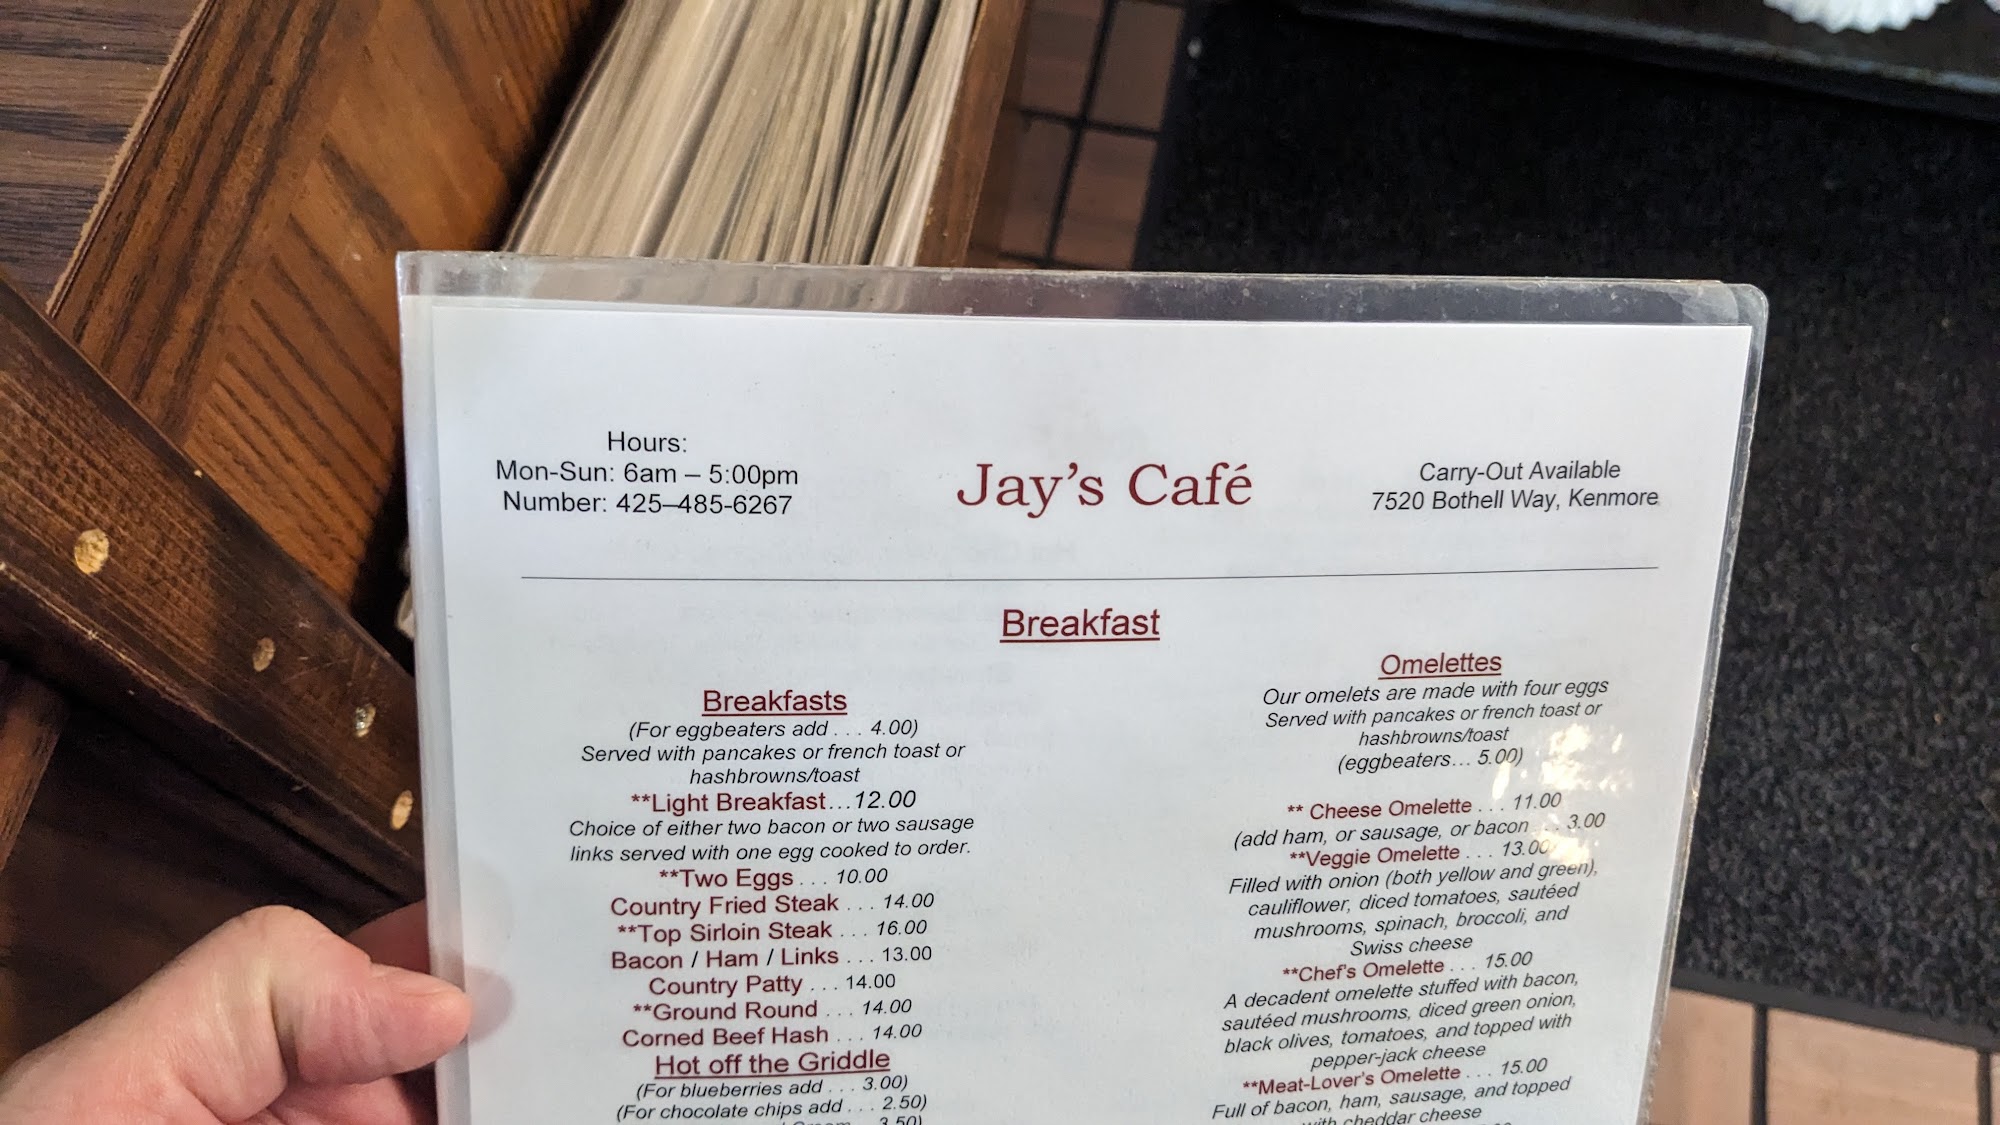 Hours:
Mon-Sun: 6am – 5:00pm
Number: 425–485-6267
Jay's Café
Carry-Out Available
7520 Bothell Way, Kenmore
Breakfast
Breakfasts
(For eggbeaters add . . . 4.00)
Served with pancakes or french toast or
hashbrowns/toast
**Light Breakfast...12.00
Choice of either two bacon or two sausage
links served with one egg cooked to order.
**Two Eggs . . . 10.00
Country Fried Steak . . . 14.00
**Top Sirloin Steak . . . 16.00
Bacon / Ham / Links . . . 13.00
Country Patty . . . 14.00
**Ground Round . . . 14.00
Corned Beef Hash . . . 14.00
Hot off the Griddle
(For blueberries add . . . 3.00)
(For chocolate chips add . . . 2.50)
3.50)
Omelettes
Our omelets are made with four eggs
Served with pancakes or french toast or
hashbrowns/toast
(eggbeaters... 5.00)
** Cheese Omelette . . . 11.00
(add ham, or sausage, or bacon . . . 3.00
**Veggie Omelette . . . 13.00
Filled with onion (both yellow and green),
cauliflower, diced tomatoes, sautéed
mushrooms, spinach, broccoli, and
Swiss cheese
**Chef's Omelette . . . 15.00
A decadent omelette stuffed with bacon,
sautéed mushrooms, diced green onion,
black olives, tomatoes, and topped with
pepper-jack cheese
**Meat-Lover's Omelette . . . 15.00
Full of bacon, ham, sausage, and topped
with cheddar cheese